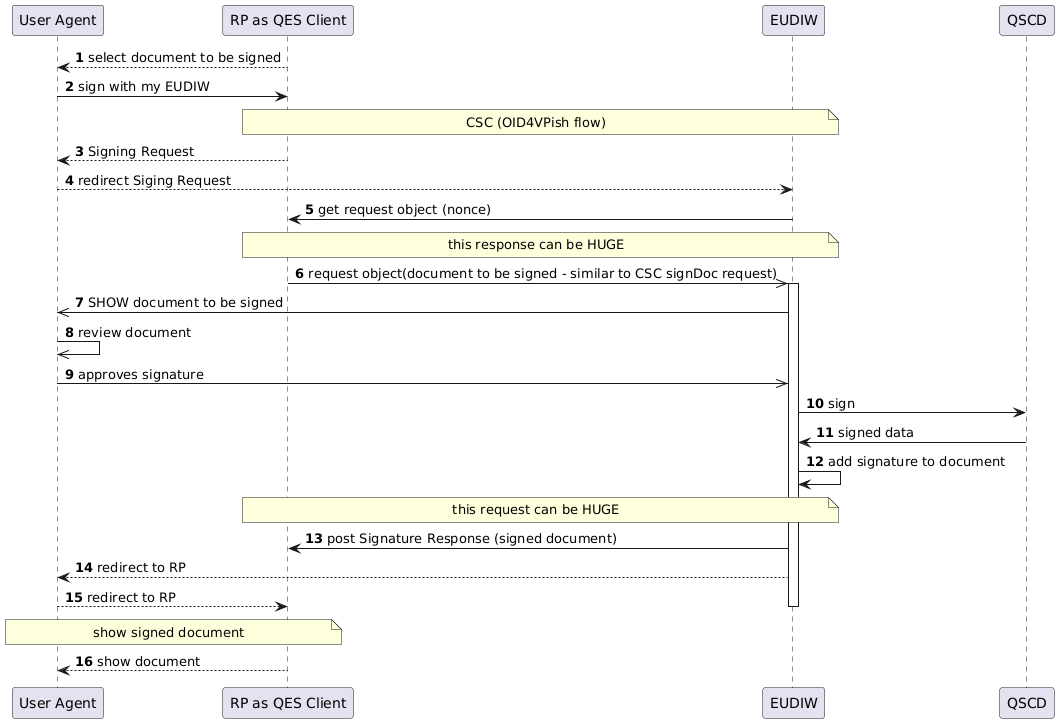 User Agent
RP as QES Client
EUDIW
QSCD
1 select document to be signed
2 sign with my EUDIW
CSC (OID4VPish flow)
3 Signing Request
4 redirect Siging Request
5 get request object (nonce)
this response can be HUGE
6 request object(document to be signed - similar to CSC signDoc request)
7 SHOW document to be signed
8 review document
9 approves signature
10 sign
11 signed data
12 add signature to document
this request can be HUGE
13 post Signature Response (signed document)
14 redirect to RP
15 redirect to RP
show signed document
16 show document
User Agent
RP as QES Client
EUDIW
QSCD